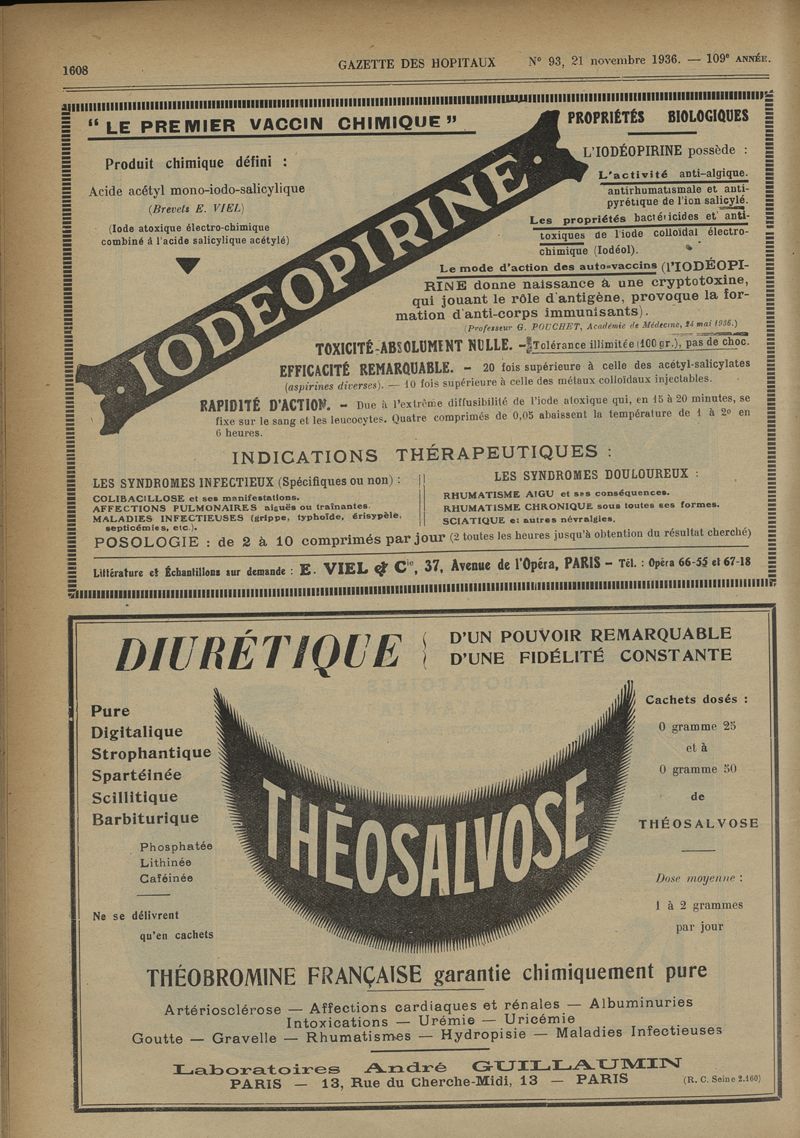 1608
GAZETTE DES HOPITAUX
N° 93, 21 novembre 1936. — 109e ANNÉE.
“ LE PREMIER VACCIN CHIMIQUE ”
Produit chimique défini :
Acide acétyl mono-iodo-salicylique
(Brevets E. VIEL)
(Iode atoxique électro-chimique
combiné à l'acide salicylique acétylé)
· IODEOPIRINE ·
PROPRIÉTÉS BIOLOGIQUES
L'IODÉOPIRINE possède :
L'activité anti-algique.
antirhumatismale et anti-
pyrétique de l'ion salicylé.
Les propriétés bactéricides et anti-
toxiques de l'iode colloïdal électro-
chimique (Iodéol).
Le mode d'action des auto-vaccins (l'IODÉOPI-
RINE donne naissance à une cryptotoxine,
qui jouant le rôle d'antigène, provoque la for-
mation d'anti-corps immunisants).
(Professeur G. POUCHET, Académie de Médecine, 24 mai 1936.)
TOXICITÉ-ABSOLUMENT NULLE. - Tolérance illimitée (100 gr.), pas de choc.
EFFICACITÉ REMARQUABLE. - 20 fois supérieure à celle des acétyl-salicylates
(aspirines diverses). — 10 fois supérieure à celle des métaux colloïdaux injectables.
RAPIDITÉ D'ACTION. - Due à l'extrême diffusibilité de l'iode atoxique qui, en 15 à 20 minutes, se
fixe sur le sang et les leucocytes. Quatre comprimés de 0,05 abaissent la température de 1 à 2° en
6 heures.
INDICATIONS THÉRAPEUTIQUES :
LES SYNDROMES INFECTIEUX (Spécifiques ou non) :
COLIBACILLOSE et ses manifestations.
AFFECTIONS PULMONAIRES aiguës ou traînantes
MALADIES INFECTIEUSES (grippe, typhoïde, érisypèle,
septicémies, etc.).
LES SYNDROMES DOULOUREUX :
RHUMATISME AIGU et ses conséquences.
RHUMATISME CHRONIQUE sous toutes ses formes.
SCIATIQUE et autres névralgies.
POSOLOGIE : de 2 à 10 comprimés par jour (2 toutes les heures jusqu'à obtention du résultat cherché)
Littérature et Échantillons sur demande : E. VIEL & Cie, 37, Avenue de l'Opéra, PARIS - Tél. : Opéra 66-55 et 67-18
DIURÉTIQUE
D'UN POUVOIR REMARQUABLE
D'UNE FIDÉLITÉ CONSTANTE
Pure
Digitalique
Strophantique
Spartéinée
Scillitique
Barbiturique
Phosphatée
Lithinée
Caféinée
Ne se délivrent
qu'en cachets
THÉOSALVOSE
Cachets dosés :
0 gramme 25
et à
0 gramme 50
de
THÉOSALVOSE
Dose moyenne :
1 à 2 grammes
par jour
THÉOBROMINE FRANÇAISE garantie chimiquement pure
Artériosclérose — Affections cardiaques et rénales — Albuminuries
Intoxications — Urémie — Uricémie
Goutte — Gravelle — Rhumatismes — Hydropisie — Maladies Infectieuses
Laboratoires André GUILLAUMIN
PARIS — 13, Rue du Cherche-Midi, 13 — PARIS
(R. C. Seine 2.160)